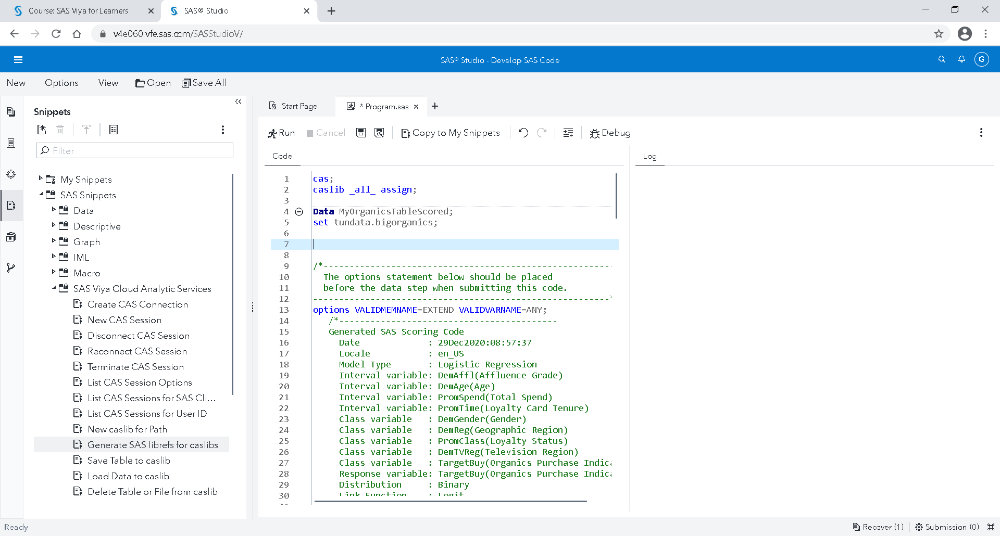 Course: SAS Viya for Learners
SAS® Studio
v4e060.vfe.sas.com/SASStudioV/
SAS® Studio - Develop SAS Code
G
New
Options
View
Open
Save All
Snippets
Filter
My Snippets
SAS Snippets
Data
Descriptive
Graph
IML
Macro
SAS Viya Cloud Analytic Services
Create CAS Connection
New CAS Session
Disconnect CAS Session
Reconnect CAS Session
Terminate CAS Session
List CAS Session Options
List CAS Sessions for SAS Cli...
List CAS Sessions for User ID
New caslib for Path
Generate SAS librefs for caslibs
Save Table to caslib
Load Data to caslib
Delete Table or File from caslib
Start Page
* Program.sas
Run
Cancel
Copy to My Snippets
Debug
Code
Log
1 cas;
2 caslib _all_ assign;
3
4 Data MyOrganicsTableScored;
5 set tundata.bigorganics;
6
7
8
9 /*--------------------------------------------------------
10 The options statement below should be placed
11 before the data step when submitting this code.
12 ---------------------------------------------------------
13 options VALIDMEMNAME=EXTEND VALIDVARNAME=ANY;
14 /*------------------------------------------
15 Generated SAS Scoring Code
16 Date : 29Dec2020:08:57:37
17 Locale : en_US
18 Model Type : Logistic Regression
19 Interval variable: DemAffl(Affluence Grade)
20 Interval variable: DemAge(Age)
21 Interval variable: PromSpend(Total Spend)
22 Interval variable: PromTime(Loyalty Card Tenure)
23 Class variable : DemGender(Gender)
24 Class variable : DemReg(Geographic Region)
25 Class variable : PromClass(Loyalty Status)
26 Class variable : DemTVReg(Television Region)
27 Class variable : TargetBuy(Organics Purchase Indic
28 Response variable: TargetBuy(Organics Purchase Indic
29 Distribution : Binary
30 Link Function : Logit
Ready
Recover (1)
Submission (0)